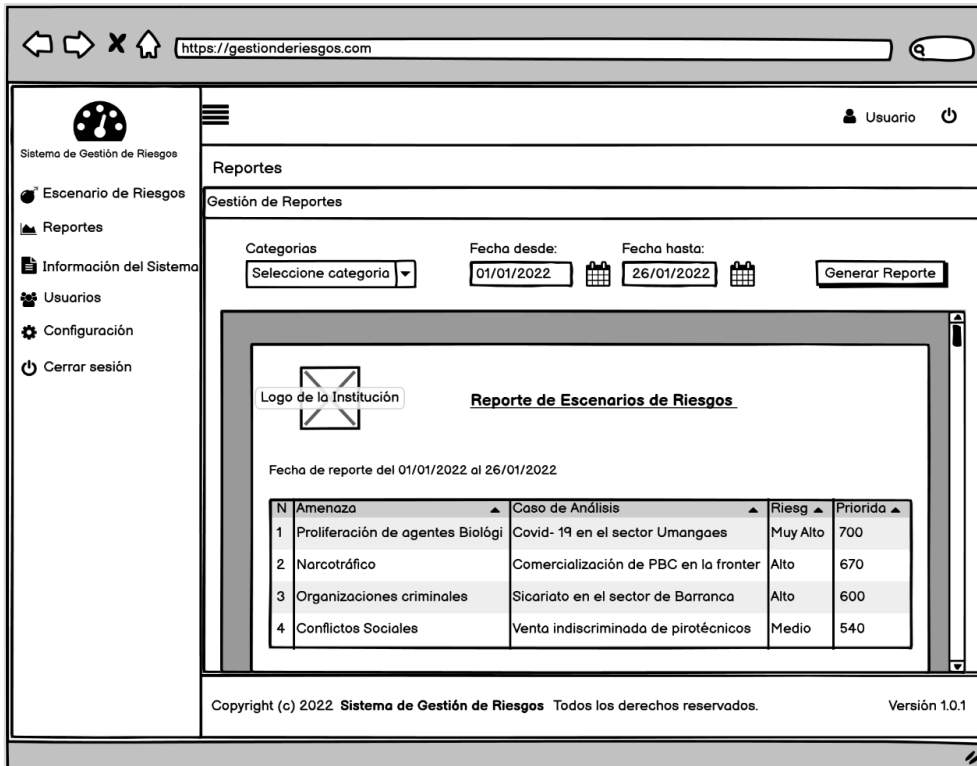 https://gestionderiesgos.com
Usuario
Sistema de Gestión de Riesgos
Escenario de Riesgos
Reportes
Información del Sistema
Usuarios
Configuración
Cerrar sesión
Reportes
Gestión de Reportes
Categorias Fecha desde: Fecha hasta:
Seleccione categoria 01/01/2022 26/01/2022 Generar Reporte
Logo de la Institución
Reporte de Escenarios de Riesgos
Fecha de reporte del 01/01/2022 al 26/01/2022
N Amenaza Caso de Análisis Riesg Priorida
1 Proliferación de agentes Biológi Covid- 19 en el sector Umangaes Muy Alto 700
2 Narcotráfico Comercialización de PBC en la fronter Alto 670
3 Organizaciones criminales Sicariato en el sector de Barranca Alto 600
4 Conflictos Sociales Venta indiscriminada de pirotécnicos Medio 540
Copyright (c) 2022 Sistema de Gestión de Riesgos Todos los derechos reservados. Versión 1.0.1